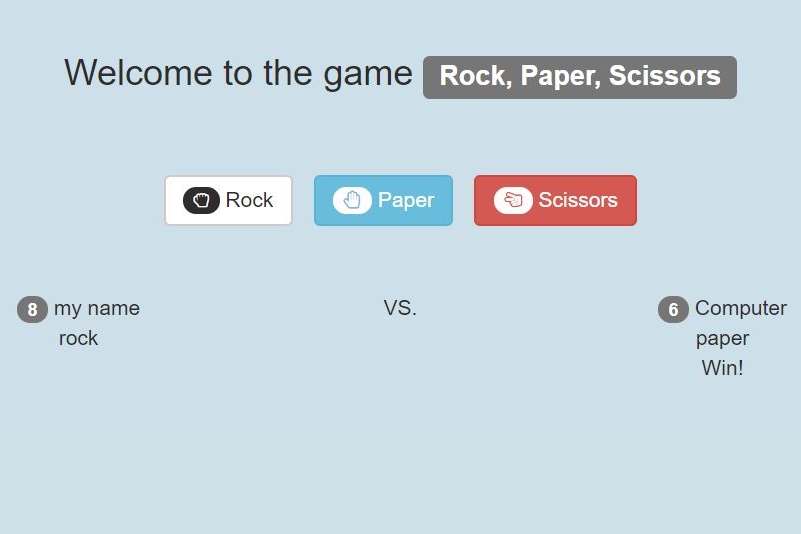 Welcome to the game Rock, Paper, Scissors
Rock Paper Scissors
8 my name VS. 6 Computer
rock paper
Win!